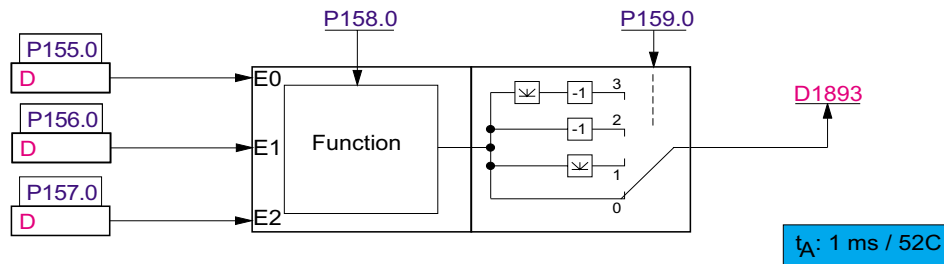 P158.0
P159.0
P155.0
D
E0
P156.0
D
E1
Function
P157.0
D
E2
3
-1
2
-1
1
0
D1893
tA: 1 ms / 52C